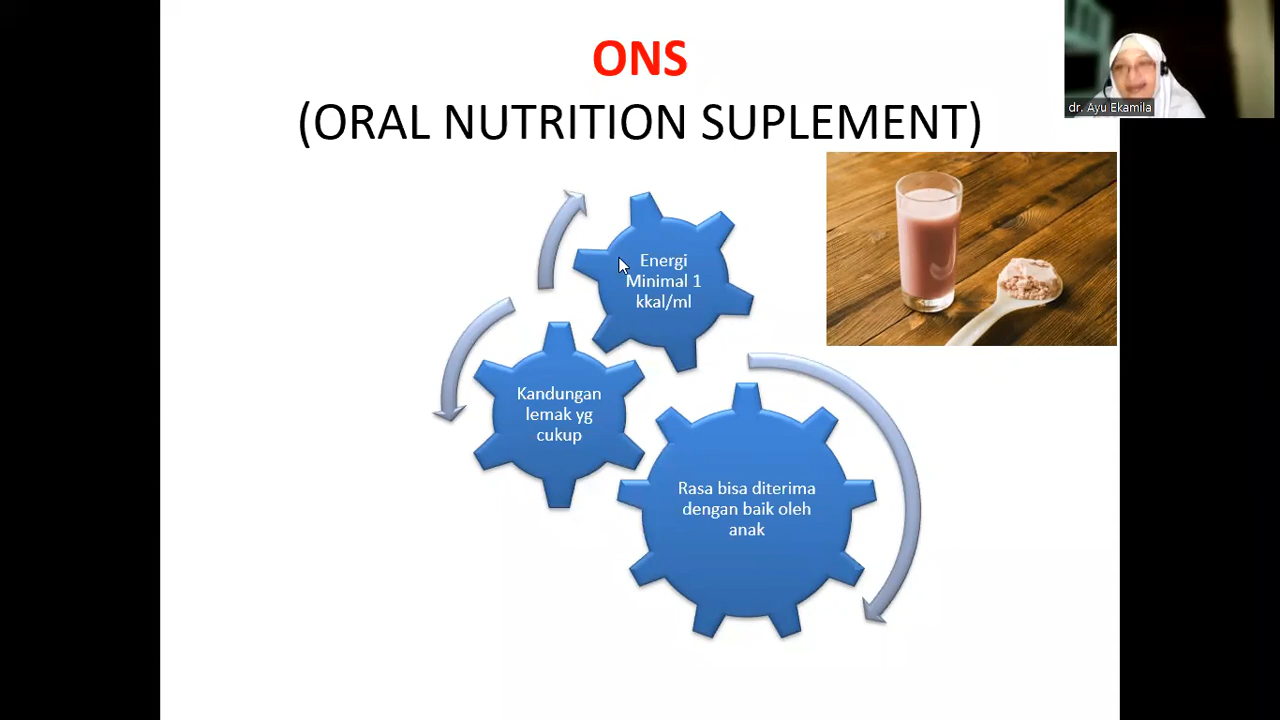 ONS
(ORAL NUTRITION SUPLEMENT)
dr. Ayu Ekamila
Energi
Minimal 1
kkal/ml
Kandungan
lemak yg
cukup
Rasa bisa diterima
dengan baik oleh
anak